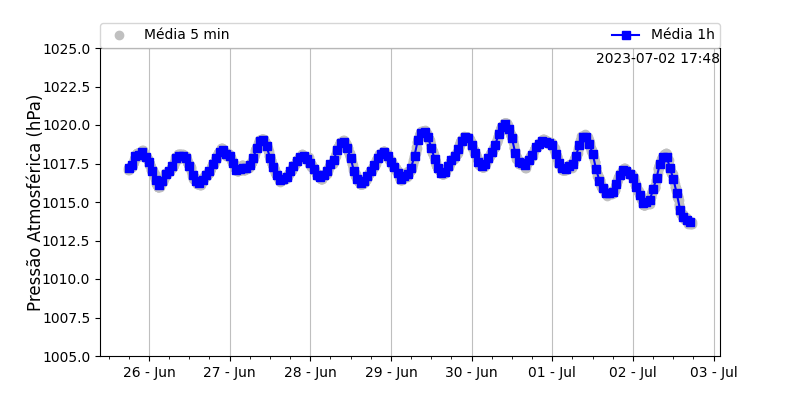 Média 5 min
Média 1h
2023-07-02 17:48
Pressão Atmosférica (hPa)
1025.0
1022.5
1020.0
1017.5
1015.0
1012.5
1010.0
1007.5
1005.0
26 - Jun
27 - Jun
28 - Jun
29 - Jun
30 - Jun
01 - Jul
02 - Jul
03 - Jul